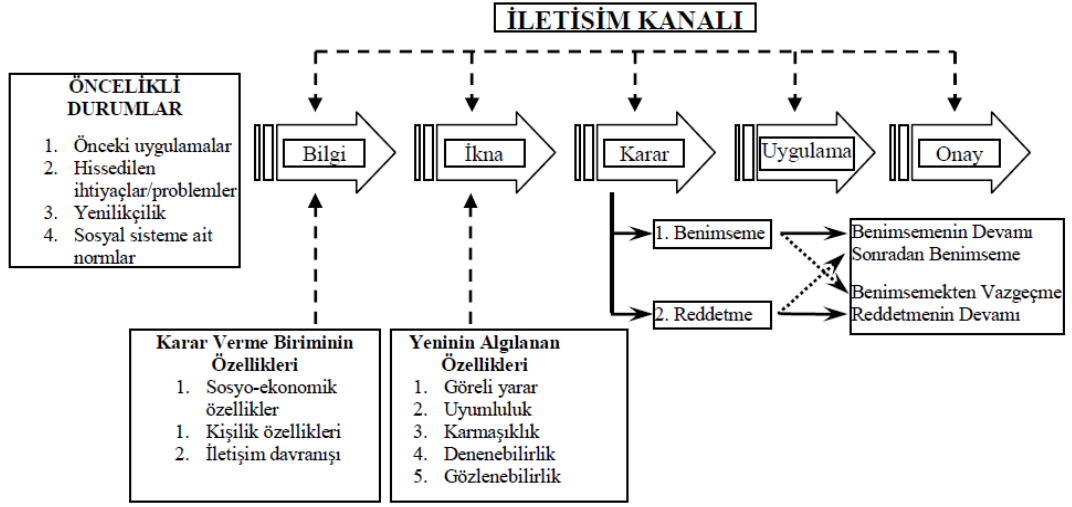 İLETİSİM KANALI
ÖNCELİKLİ
DURUMLAR
1. Önceki uygulamalar
2. Hissedilen
ihtiyaçlar/problemler
3. Yenilikçilik
4. Sosyal sisteme ait
normlar
Bilgi
İkna
Karar
Uygulama
Onay
1. Benimseme
2. Reddetme
Benimsemenin Devamı
Sonradan Benimseme
Benimsemekten Vazgeçme
Reddetmenin Devamı
Karar Verme Biriminin
Özellikleri
1. Sosyo-ekonomik
özellikler
1. Kişilik özellikleri
2. İletişim davranışı
Yeninin Algılanan
Özellikleri
1. Göreli yarar
2. Uyumluluk
3. Karmaşıklık
4. Denenebilirlik
5. Gözlenebilirlik